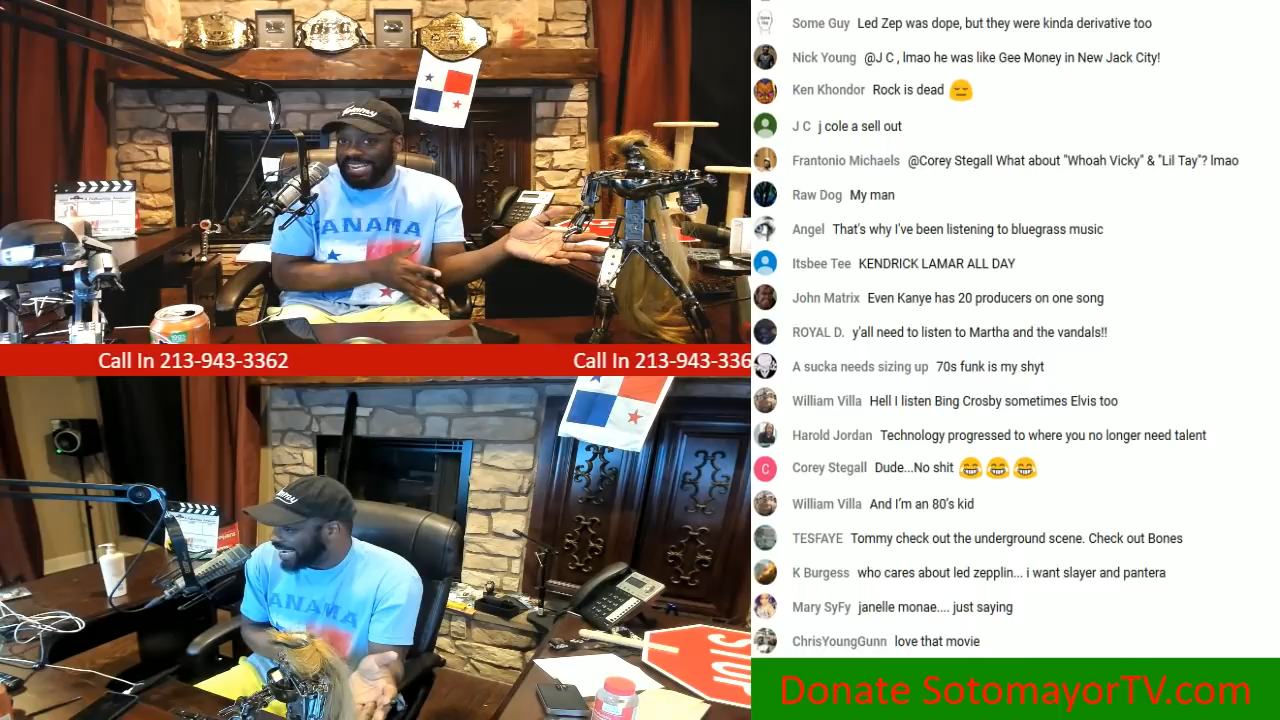 Tommy
PANAMA
Call In 213-943-3362
Call In 213-943-336
PANAMA
STOP
Some Guy Led Zep was dope, but they were kinda derivative too
Nick Young @J C , lmao he was like Gee Money in New Jack City!
Ken Khondor Rock is dead 😔
J C j cole a sell out
Frantonio Michaels @Corey Stegall What about "Whoah Vicky" & "Lil Tay"? lmao
Raw Dog My man
Angel That's why I've been listening to bluegrass music
Itsbee Tee KENDRICK LAMAR ALL DAY
John Matrix Even Kanye has 20 producers on one song
ROYAL D. y'all need to listen to Martha and the vandals!!
A sucka needs sizing up 70s funk is my shyt
William Villa Hell I listen Bing Crosby sometimes Elvis too
Harold Jordan Technology progressed to where you no longer need talent
C Corey Stegall Dude...No shit 😂😂😂
William Villa And I'm an 80's kid
TESFAYE Tommy check out the underground scene. Check out Bones
K Burgess who cares about led zepplin... i want slayer and pantera
Mary SyFy janelle monae.... just saying
ChrisYoungGunn love that movie
Donate SotomayorTV.com